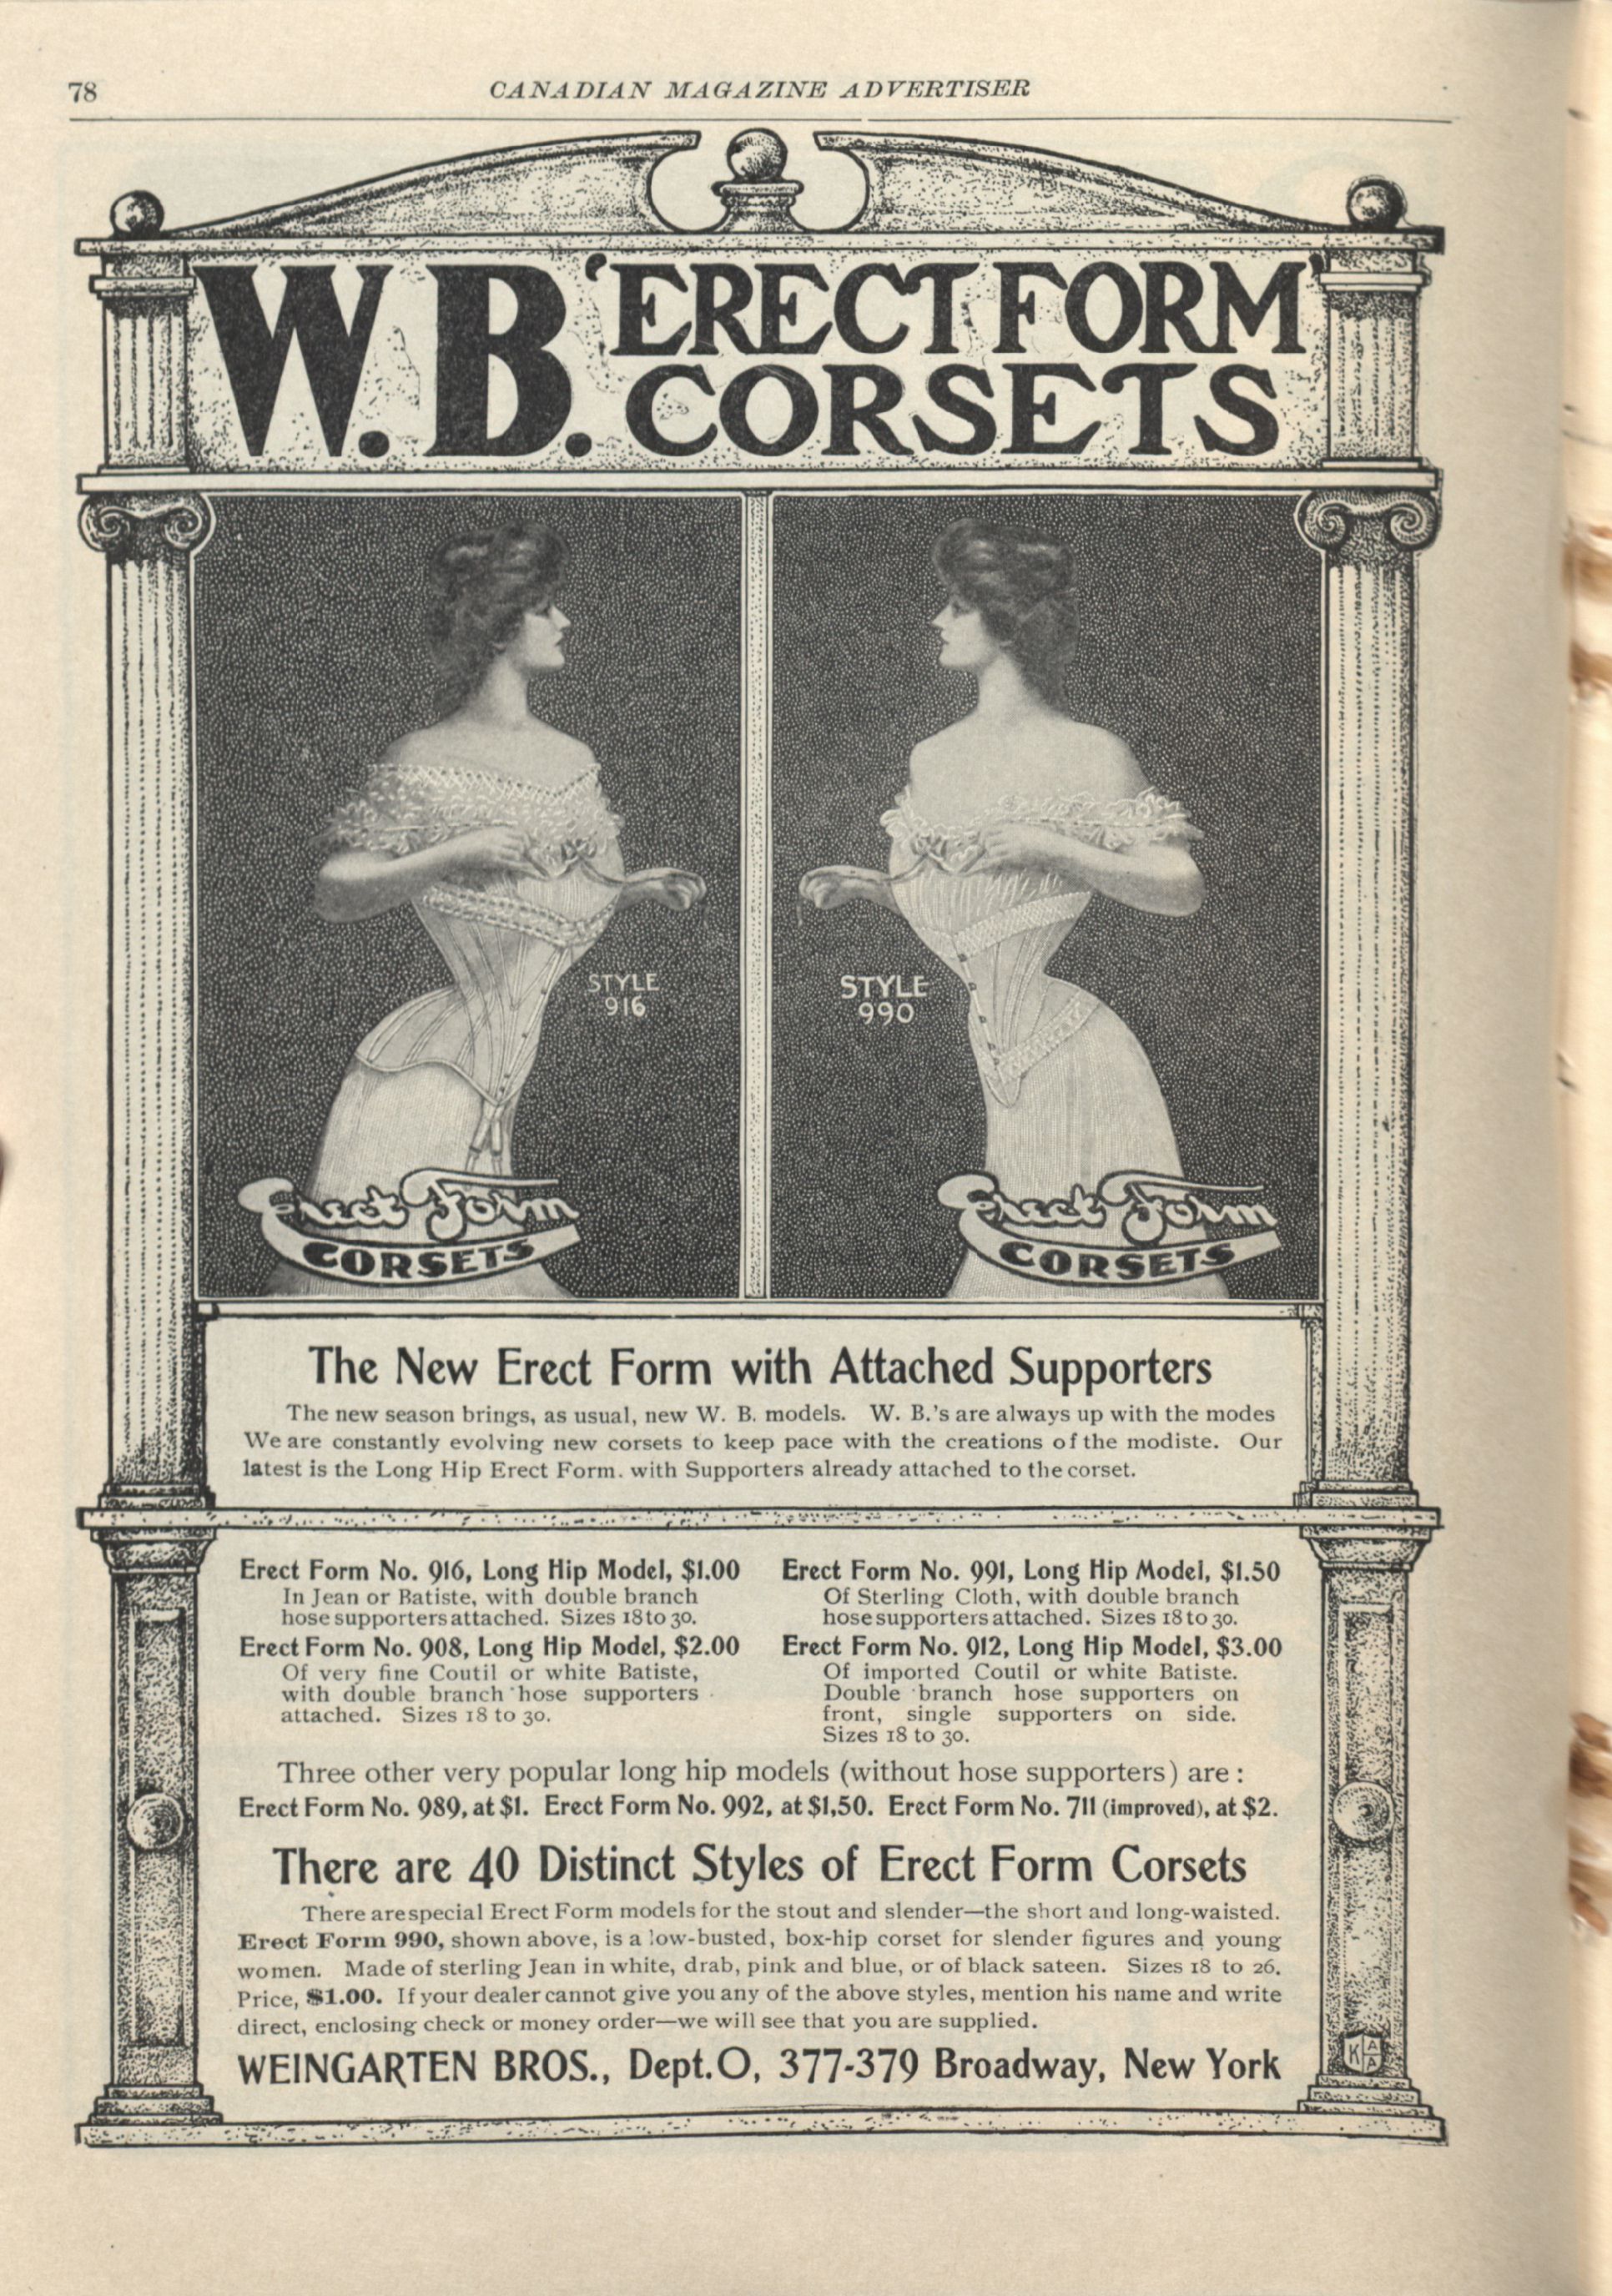 78
CANADIAN MAGAZINE ADVERTISER
W. B. 'ERECT FORM'
CORSETS
STYLE
916
STYLE
990
Erect Form
CORSETS
Erect Form
CORSETS
The New Erect Form with Attached Supporters
The new season brings, as usual, new W. B. models. W. B.'s are always up with the modes
We are constantly evolving new corsets to keep pace with the creations of the modiste. Our
latest is the Long Hip Erect Form. with Supporters already attached to the corset.
Erect Form No. 916, Long Hip Model, $1.00
In Jean or Batiste, with double branch
hose supporters attached. Sizes 18 to 30.
Erect Form No. 908, Long Hip Model, $2.00
Of very fine Coutil or white Batiste,
with double branch hose supporters
attached. Sizes 18 to 30.
Erect Form No. 991, Long Hip Model, $1.50
Of Sterling Cloth, with double branch
hose supporters attached. Sizes 18 to 30.
Erect Form No. 912, Long Hip Model, $3.00
Of imported Coutil or white Batiste.
Double branch hose supporters on
front, single supporters on side.
Sizes 18 to 30.
Three other very popular long hip models (without hose supporters) are :
Erect Form No. 989, at $1. Erect Form No. 992, at $1,50. Erect Form No. 711 (improved), at $2.
There are 40 Distinct Styles of Erect Form Corsets
There are special Erect Form models for the stout and slender—the short and long-waisted.
Erect Form 990, shown above, is a low-busted, box-hip corset for slender figures and young
women. Made of sterling Jean in white, drab, pink and blue, or of black sateen. Sizes 18 to 26.
Price, $1.00. If your dealer cannot give you any of the above styles, mention his name and write
direct, enclosing check or money order—we will see that you are supplied.
WEINGARTEN BROS., Dept. O, 377-379 Broadway, New York